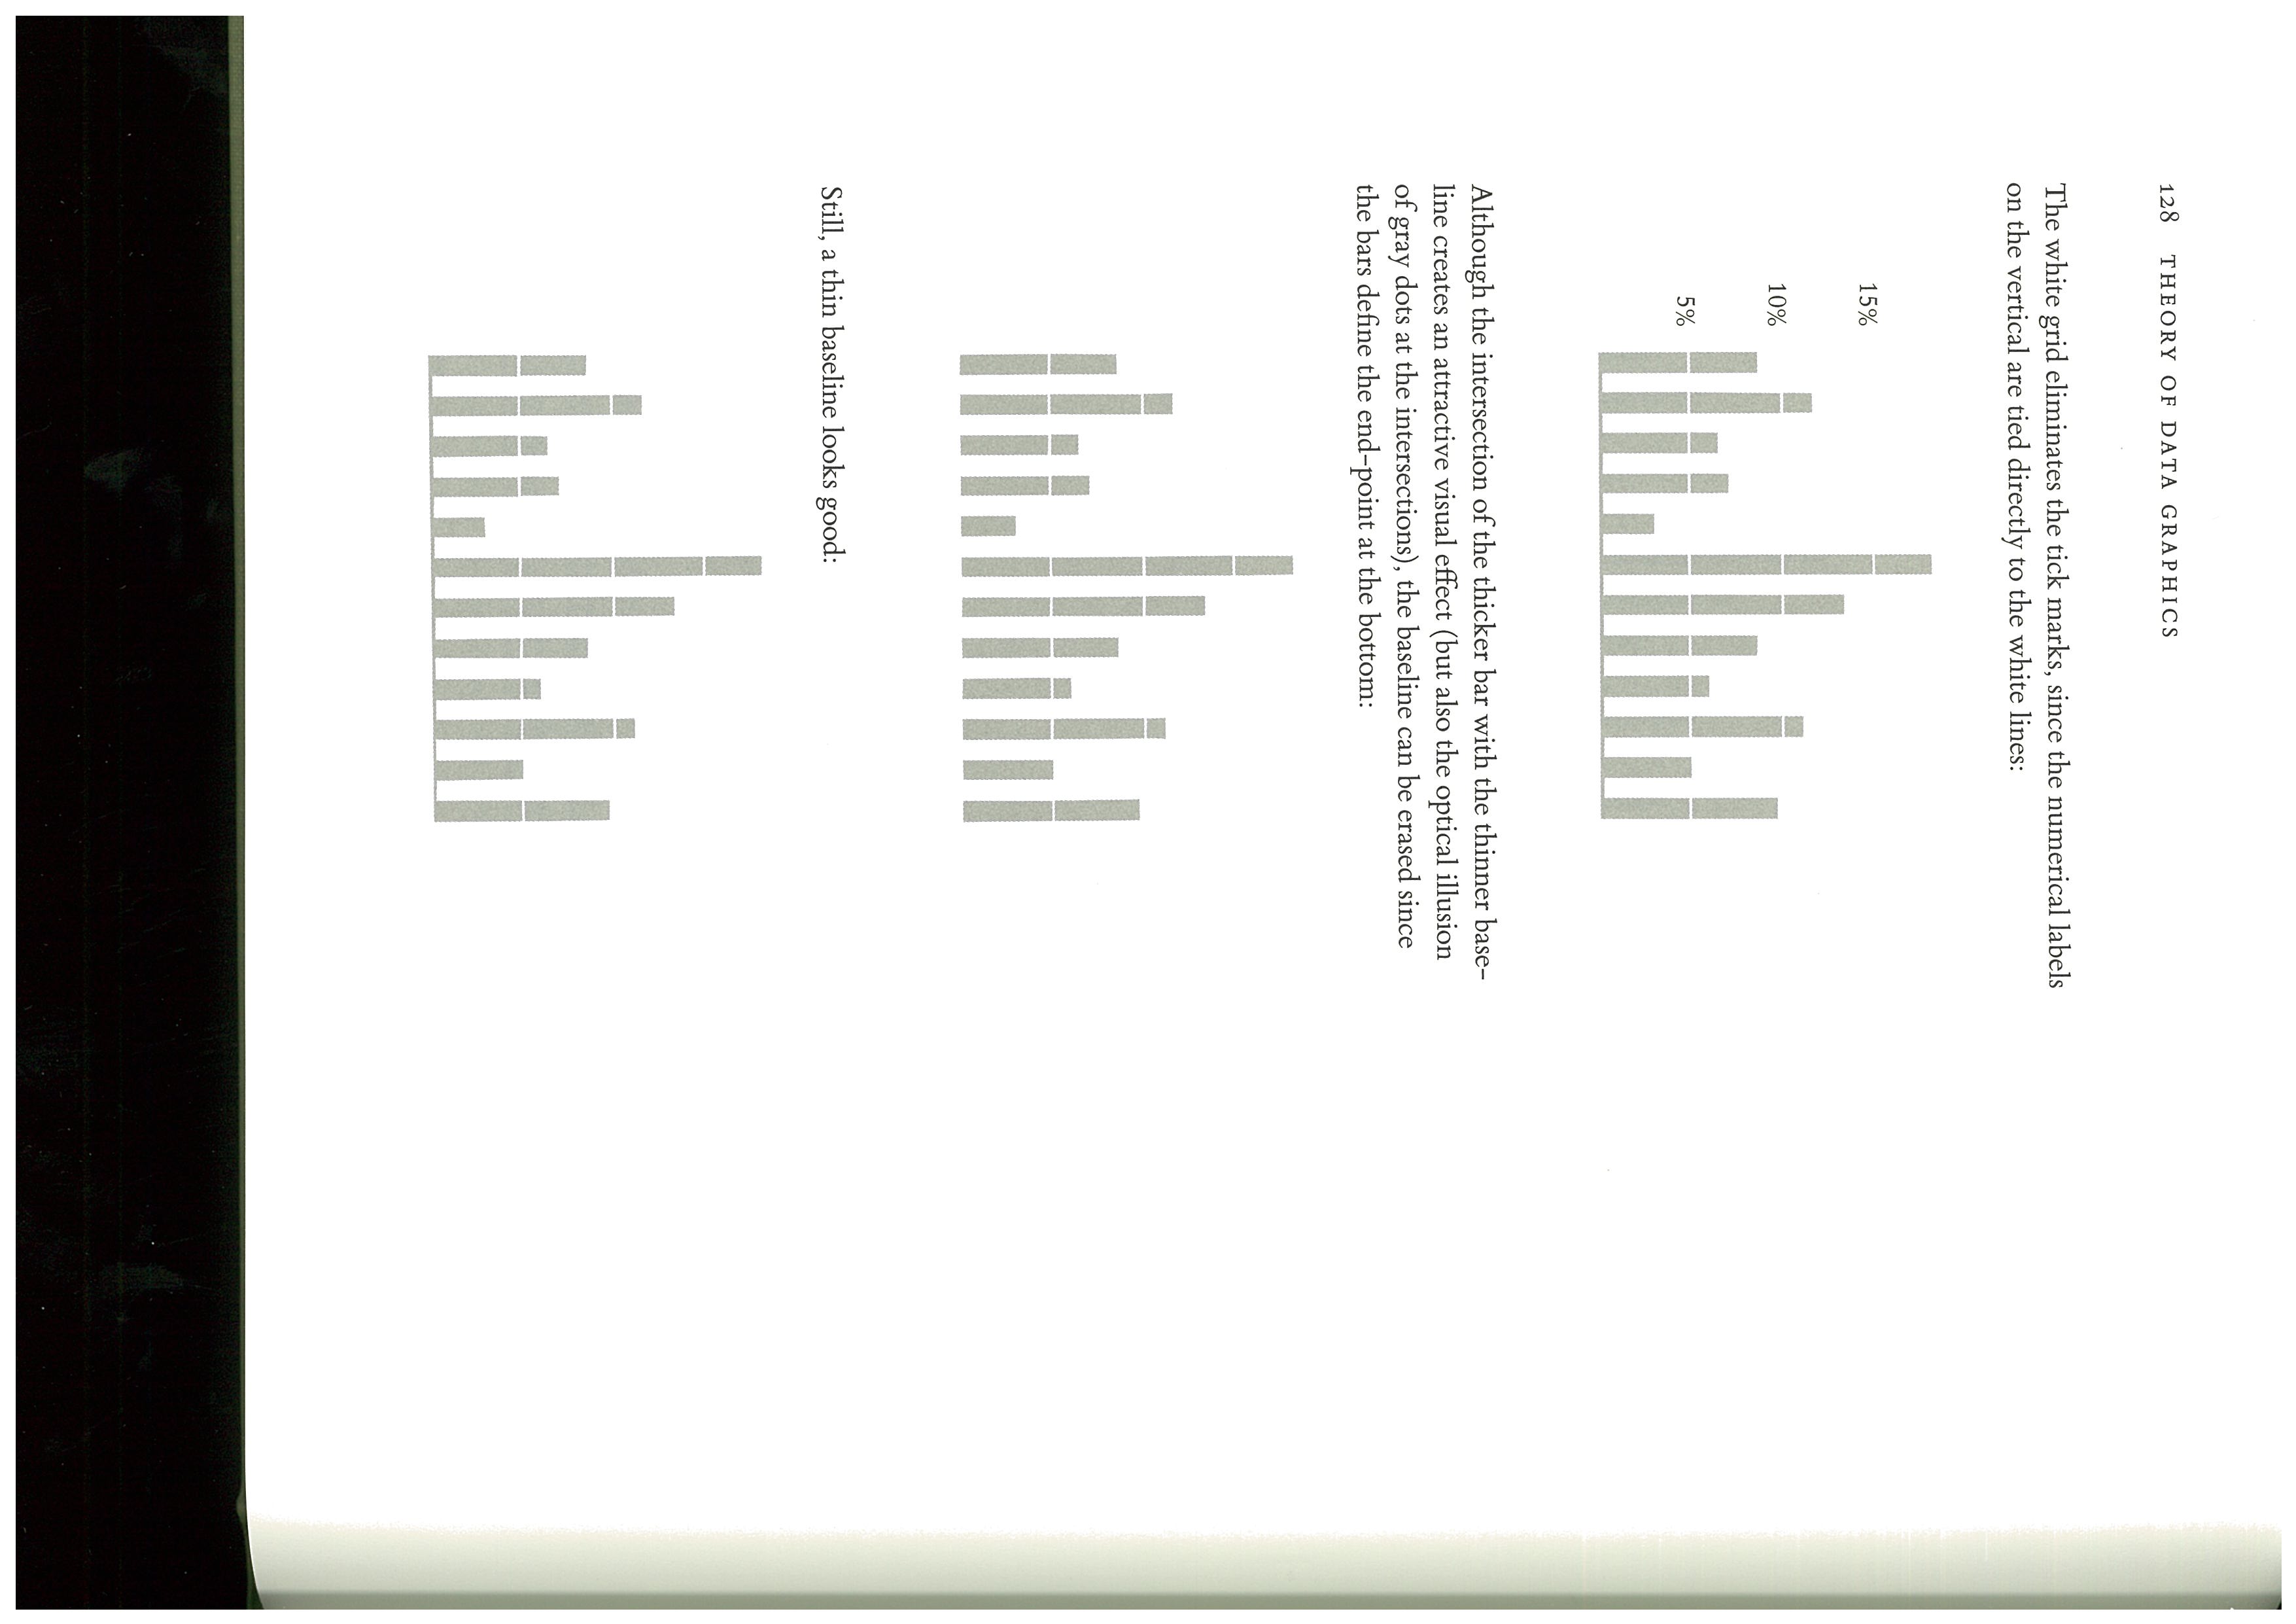 128 THEORY OF DATA GRAPHICS
The white grid eliminates the tick marks, since the numerical labels
on the vertical are tied directly to the white lines:
15%
10%
5%
Although the intersection of the thicker bar with the thinner base-
line creates an attractive visual effect (but also the optical illusion
of gray dots at the intersections), the baseline can be erased since
the bars define the end-point at the bottom:
Still, a thin baseline looks good: